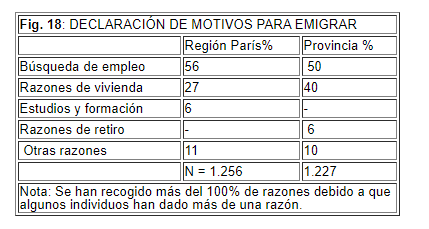 Fig. 18: DECLARACIÓN DE MOTIVOS PARA EMIGRAR
Región París% Provincia %
Búsqueda de empleo 56 50
Razones de vivienda 27 40
Estudios y formación 6 -
Razones de retiro - 6
Otras razones 11 10
N = 1.256 1.227
Nota: Se han recogido más del 100% de razones debido a que
algunos individuos han dado más de una razón.